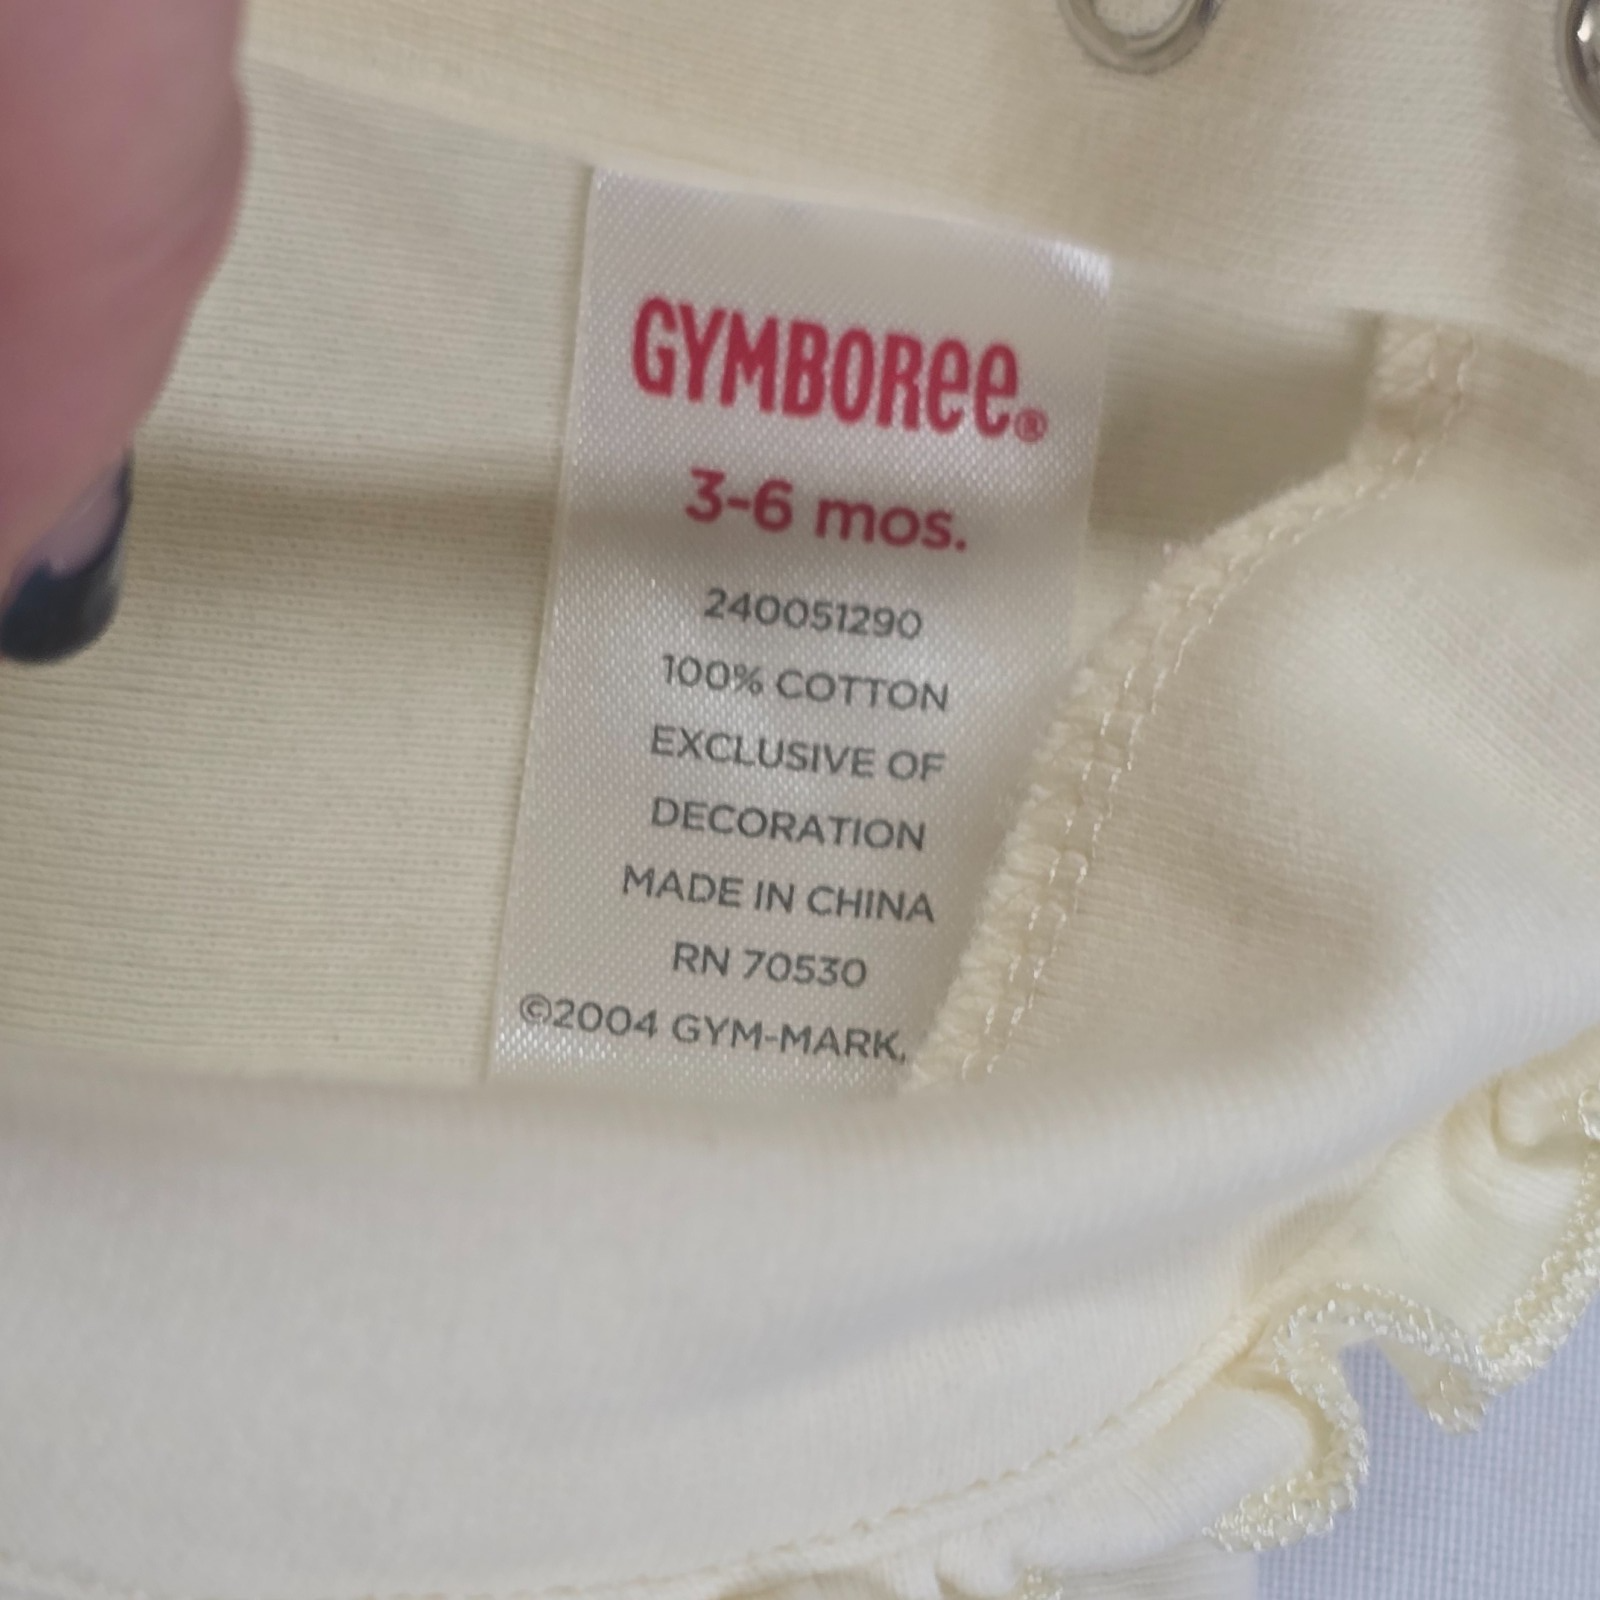 GYMBOREE®
3-6 mos.
240051290
100% COTTON
EXCLUSIVE OF
DECORATION
MADE IN CHINA
RN 70530
©2004 GYM-MARK,